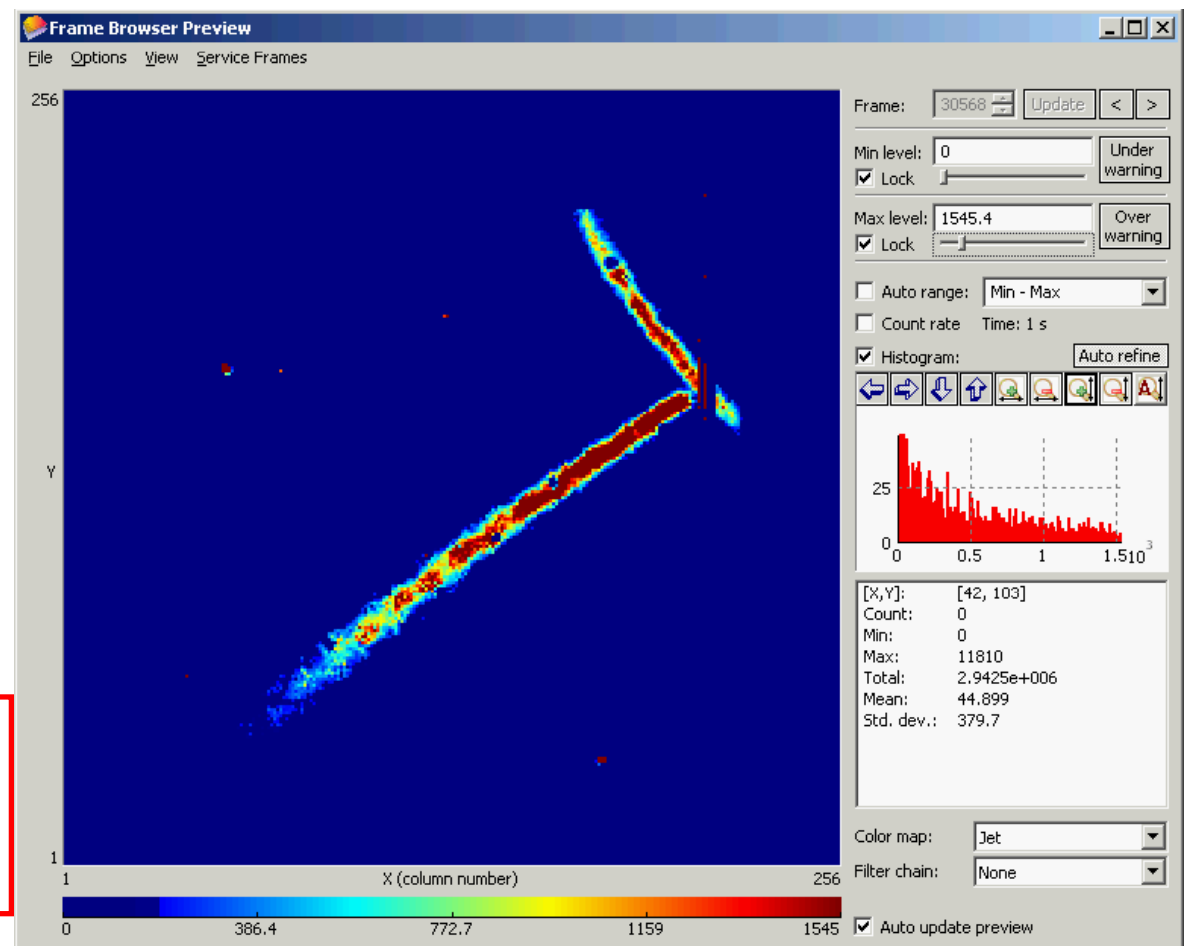 Frame Browser Preview
File Options View Service Frames
256
Y
1
1 X (column number) 256
0 386.4 772.7 1159 1545
Frame: 30568 Update < >
Min level: 0 Under warning
Lock
Max level: 1545.4 Over warning
Lock
Auto range: Min - Max
Count rate Time: 1 s
Histogram: Auto refine
A
25
0
0 0.5 1 1.510³
[X,Y]: [42, 103]
Count: 0
Min: 0
Max: 11810
Total: 2.9425e+006
Mean: 44.899
Std. dev.: 379.7
Color map: Jet
Filter chain: None
Auto update preview